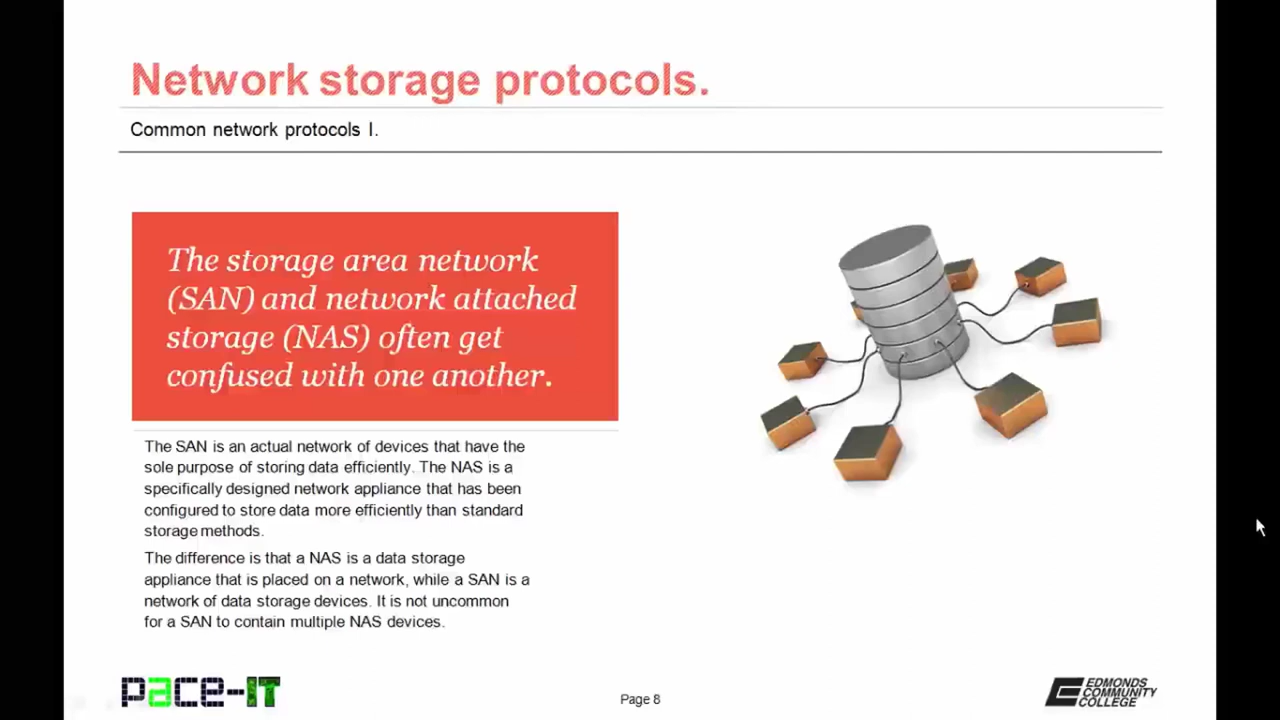 Network storage protocols.
Common network protocols I.
The storage area network
(SAN) and network attached
storage (NAS) often get
confused with one another.
The SAN is an actual network of devices that have the
sole purpose of storing data efficiently. The NAS is a
specifically designed network appliance that has been
configured to store data more efficiently than standard
storage methods.
The difference is that a NAS is a data storage
appliance that is placed on a network, while a SAN is a
network of data storage devices. It is not uncommon
for a SAN to contain multiple NAS devices.
pace-IT
Page 8
EDMONDS
COMMUNITY
COLLEGE